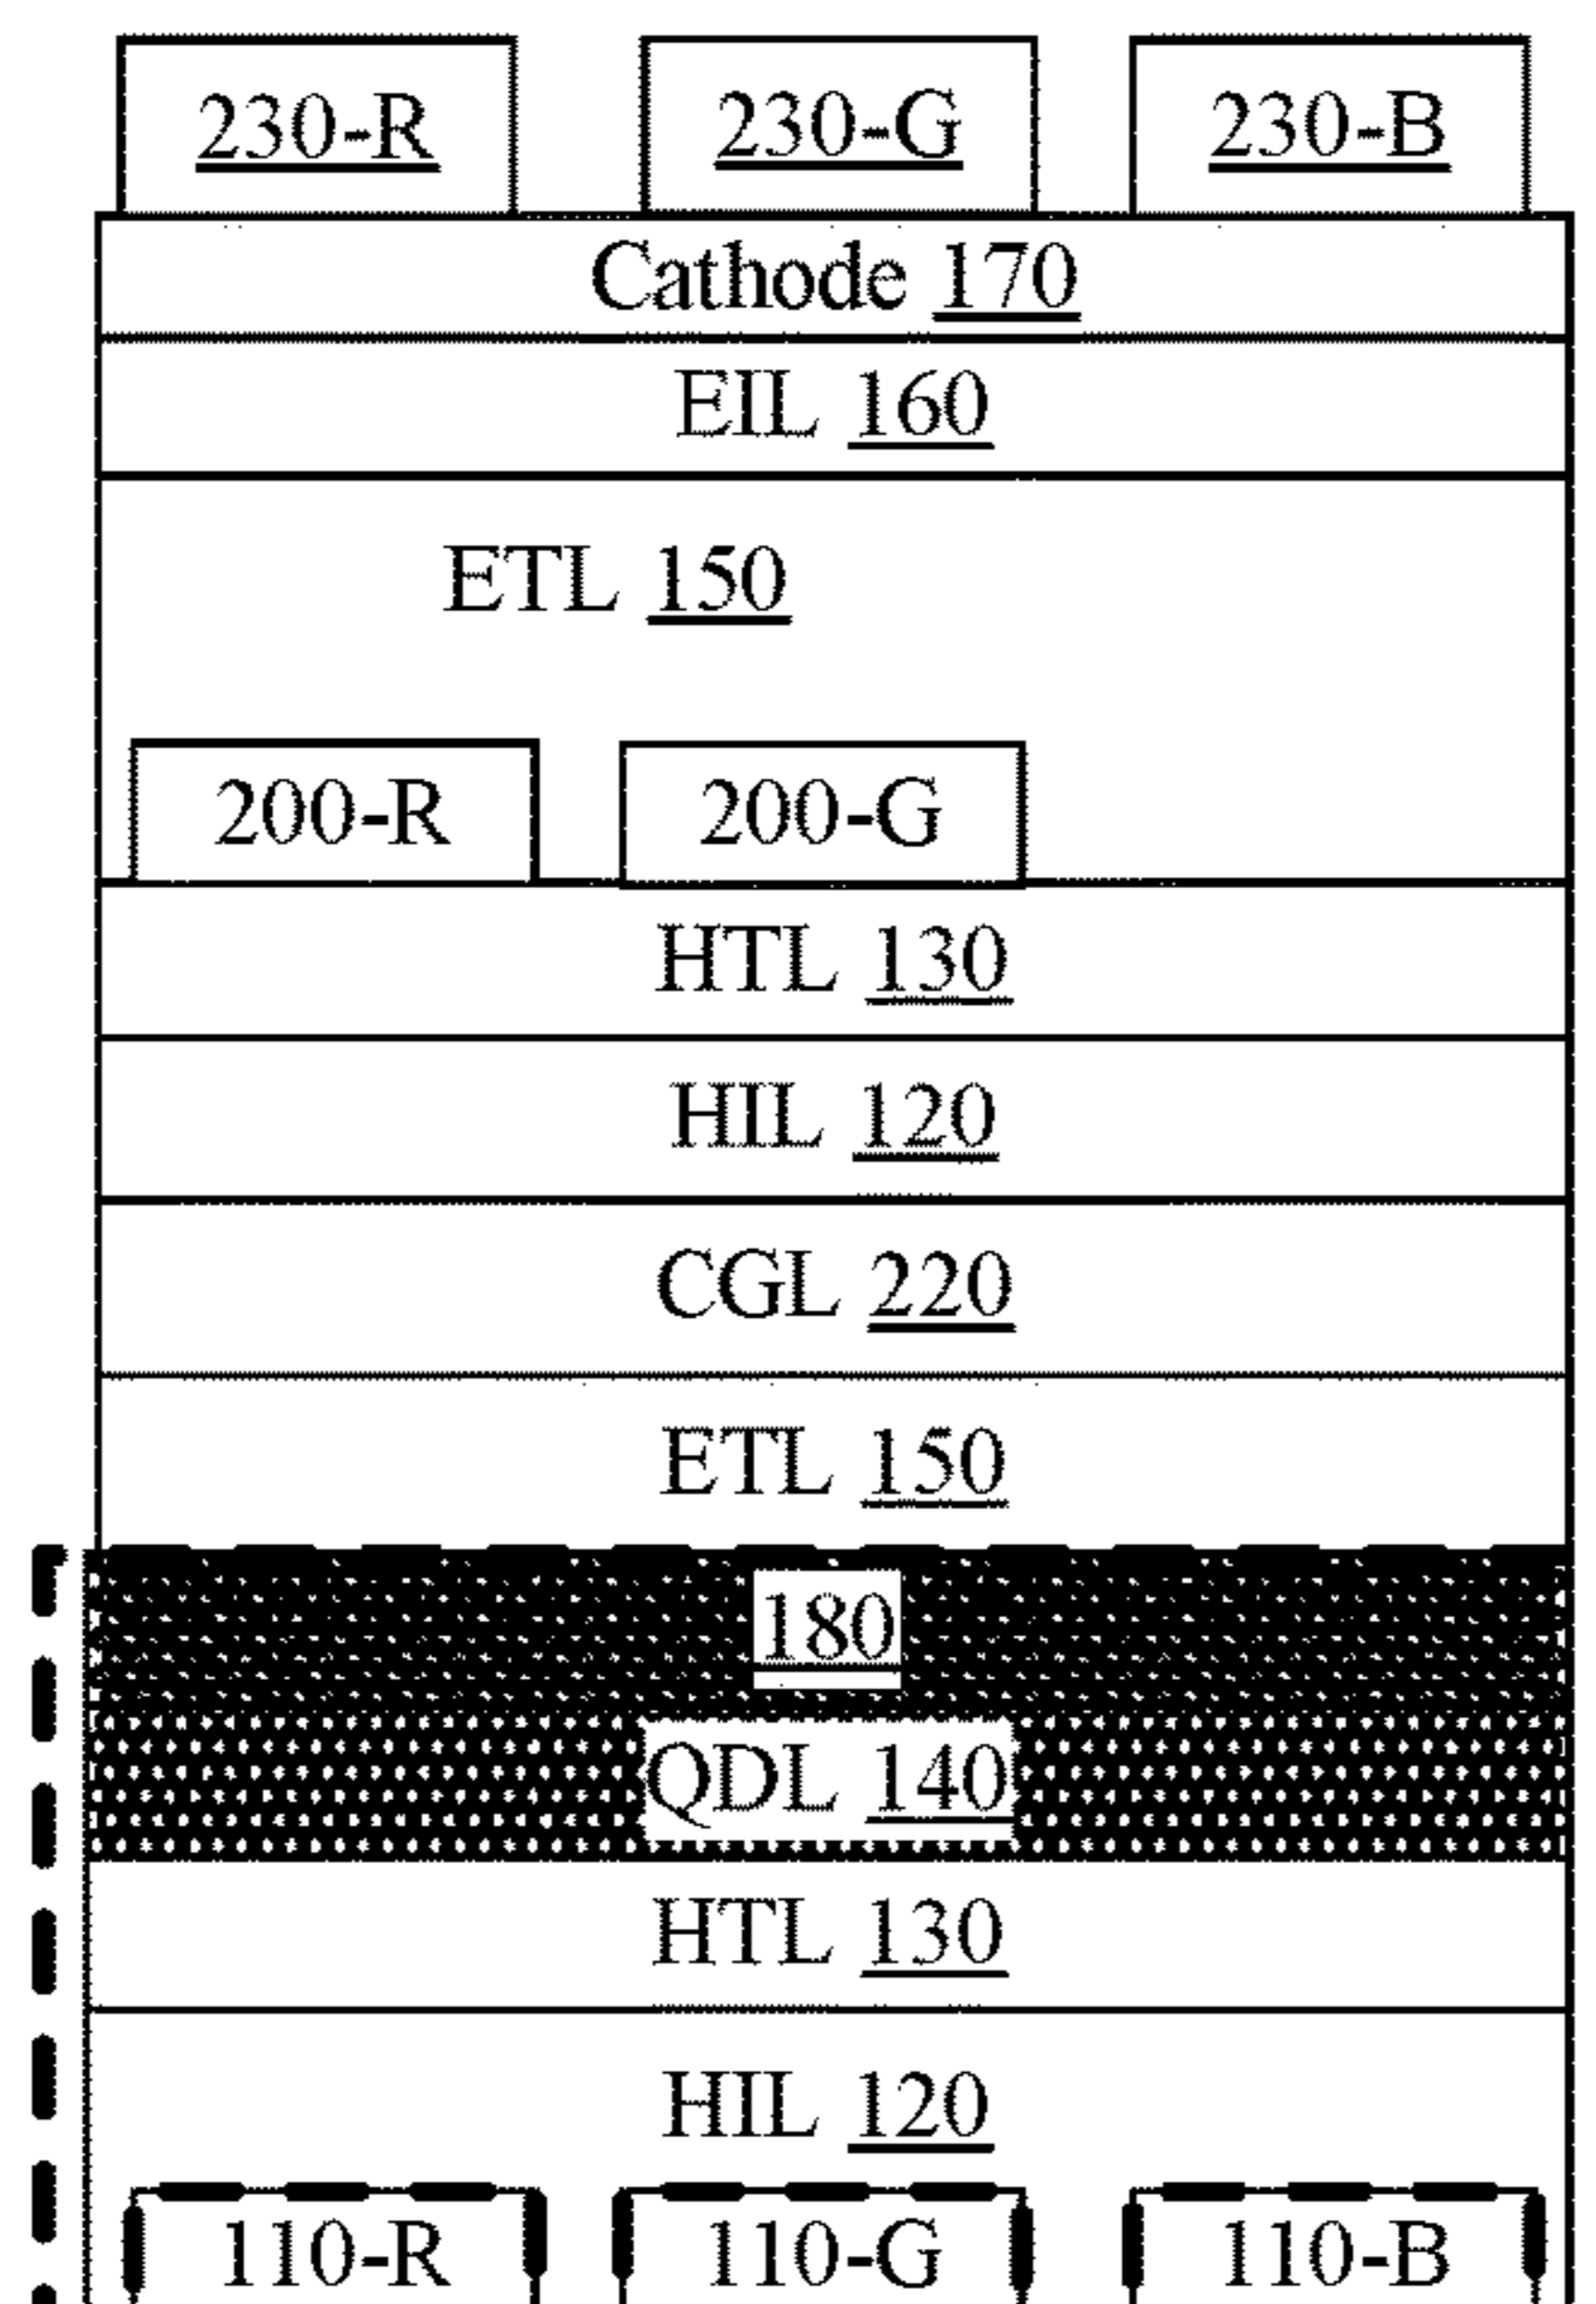 230-R 230-G 230-B
Cathode 170
EIL 160
ETL 150
200-R 200-G
HTL 130
HIL 120
CGL 220
ETL 150
180
QDL 140
HTL 130
HIL 120
110-R 110-G 110-B